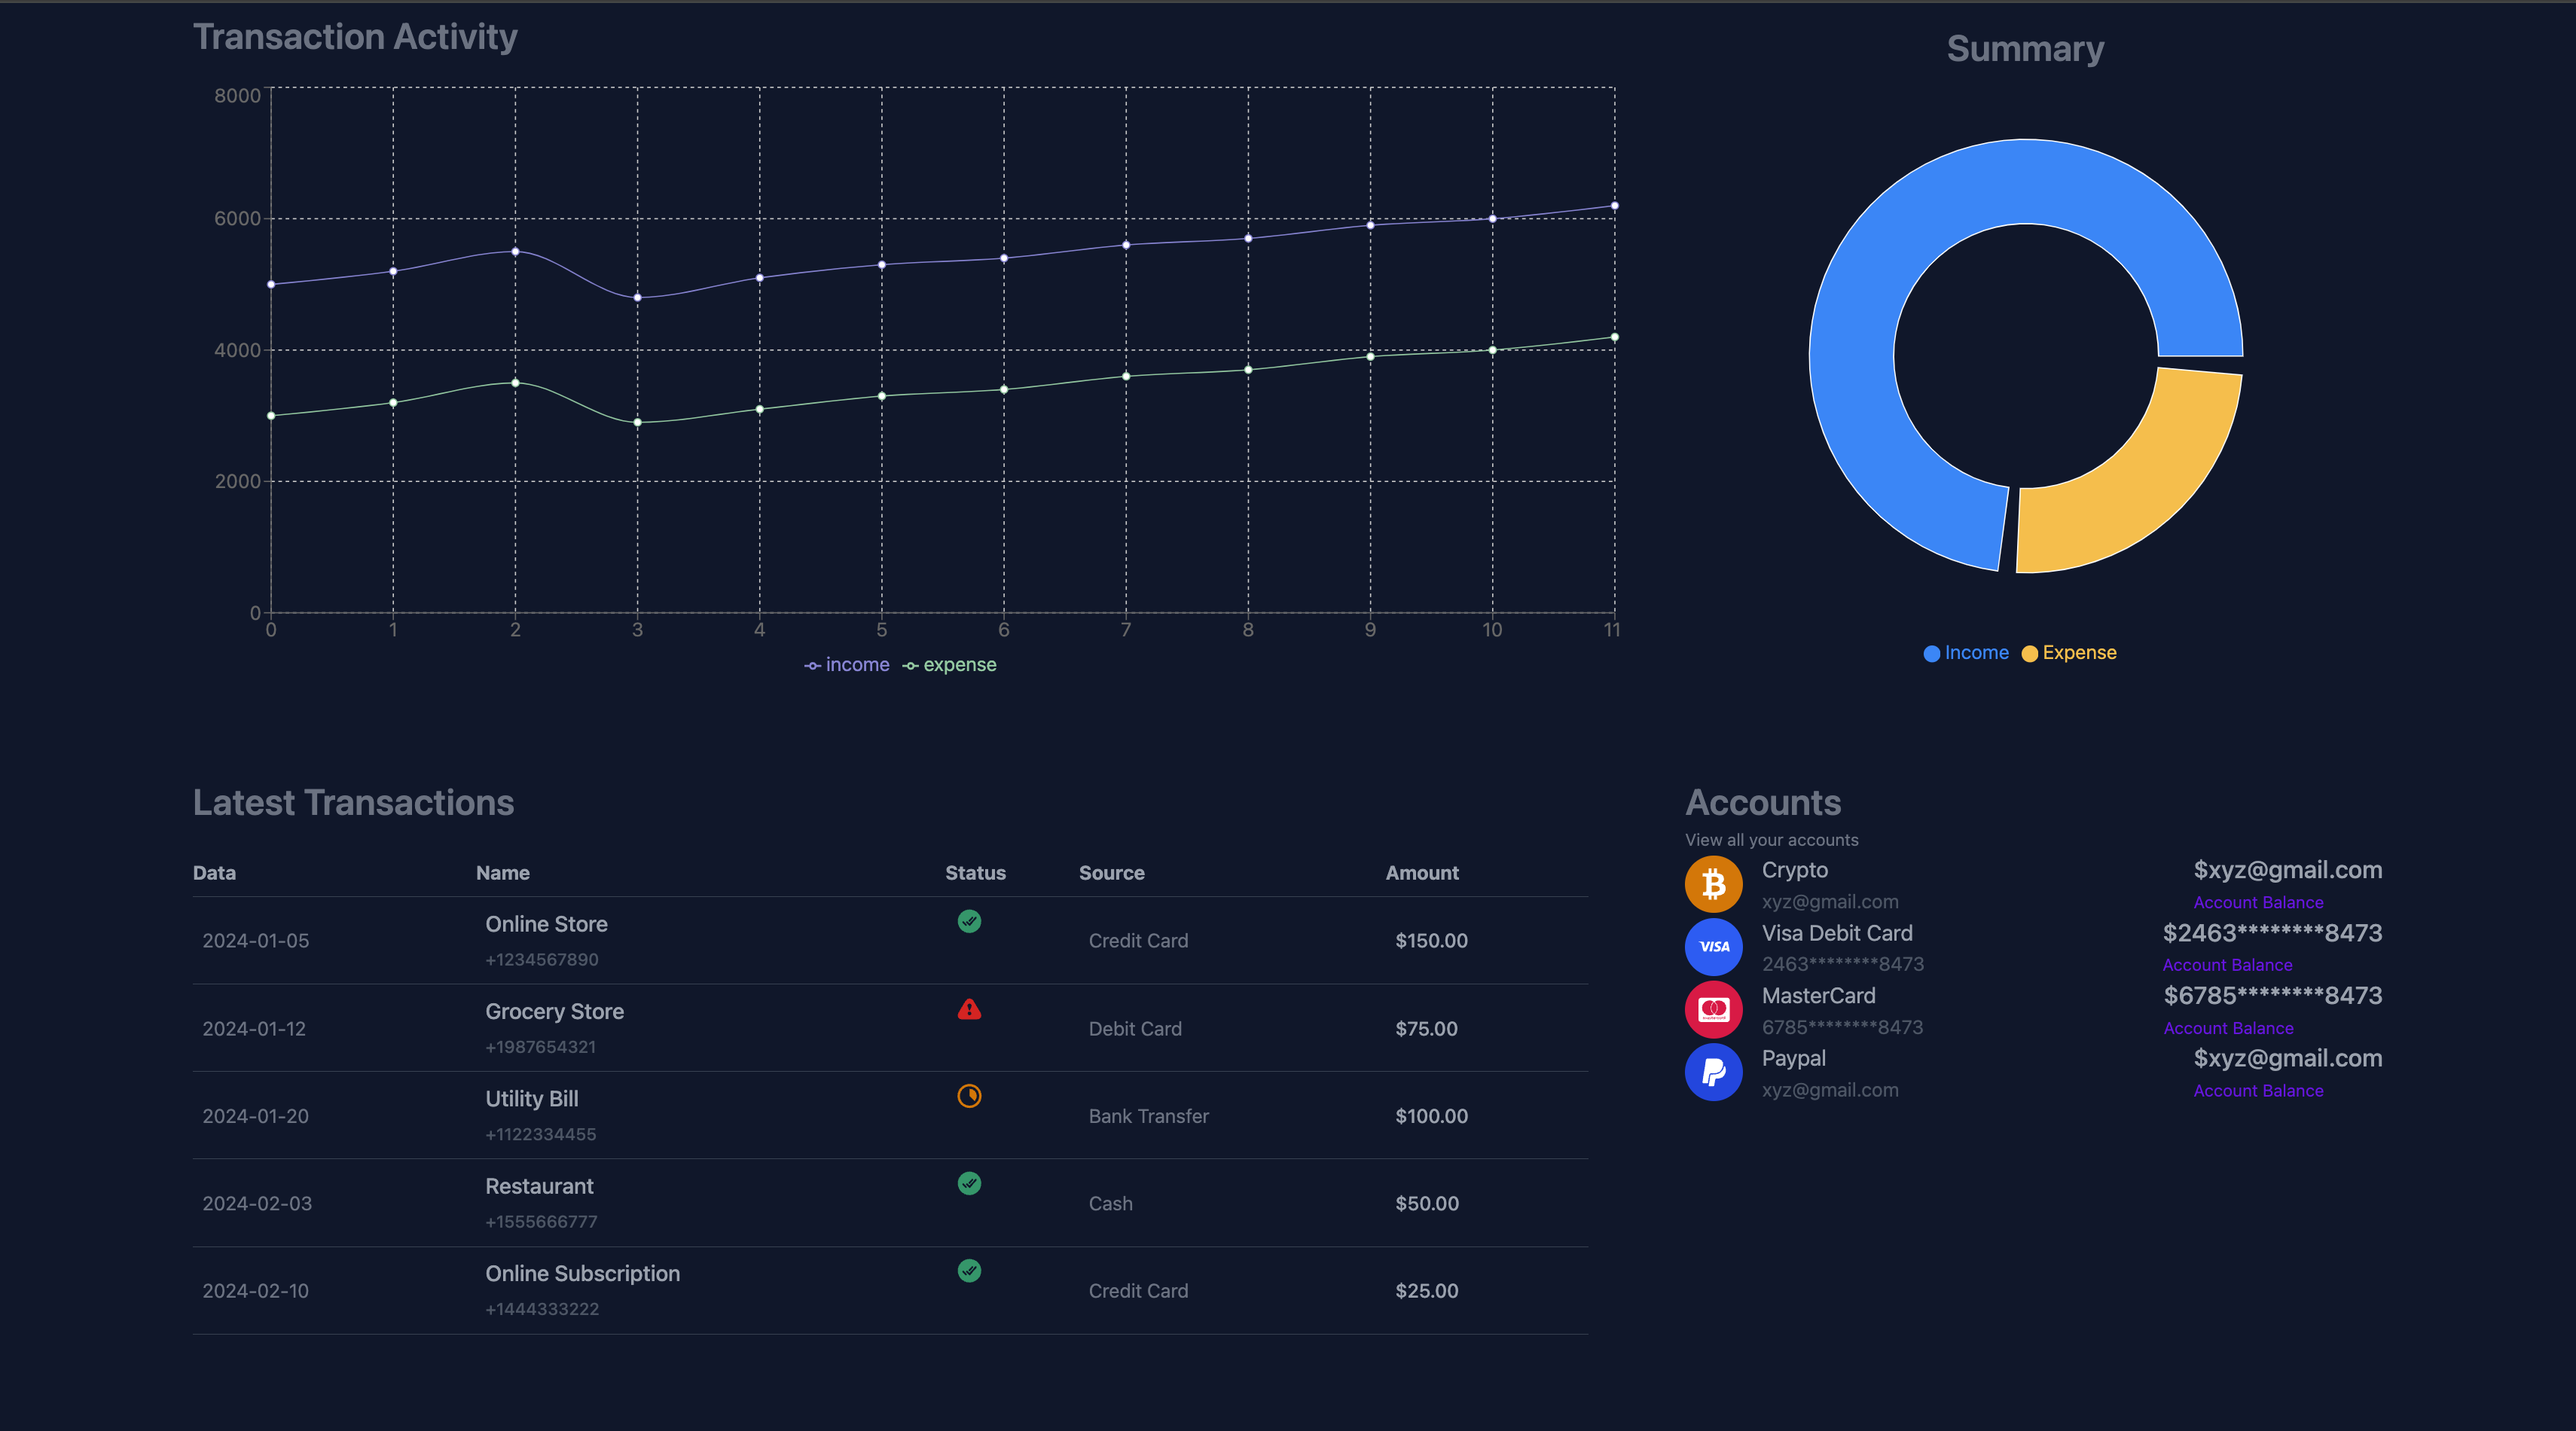 Transaction Activity
8000
6000
4000
2000
0
0 1 2 3 4 5 6 7 8 9 10 11
income expense
Summary
Income Expense
Latest Transactions
Data Name Status Source Amount
2024-01-05 Online Store Credit Card $150.00
+1234567890
2024-01-12 Grocery Store Debit Card $75.00
+1987654321
2024-01-20 Utility Bill Bank Transfer $100.00
+1122334455
2024-02-03 Restaurant Cash $50.00
+1555666777
2024-02-10 Online Subscription Credit Card $25.00
+1444333222
Accounts
View all your accounts
Crypto $xyz@gmail.com
xyz@gmail.com Account Balance
VISA
Visa Debit Card $2463********8473
2463********8473 Account Balance
MasterCard $6785********8473
6785********8473 Account Balance
Paypal $xyz@gmail.com
xyz@gmail.com Account Balance